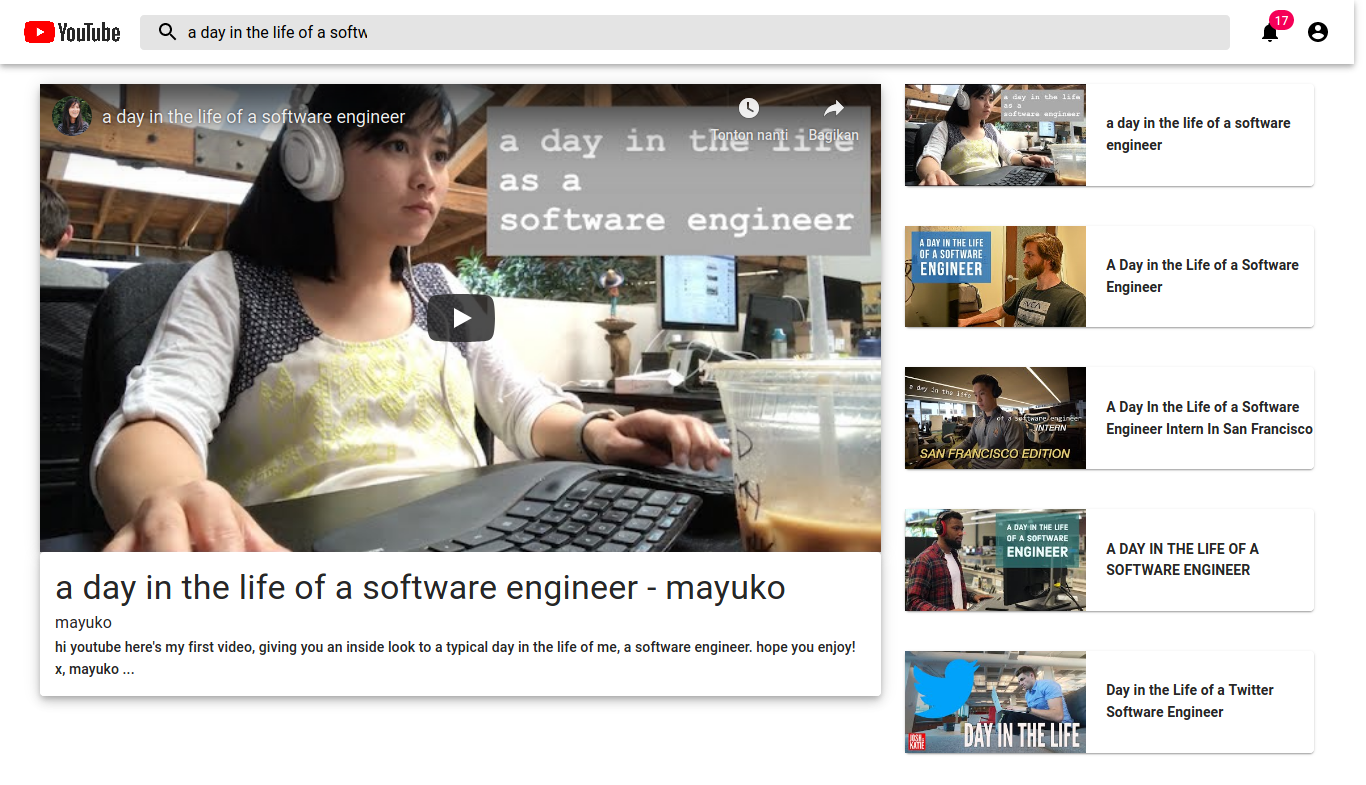 YouTube
a day in the life of a softw
17
a day in the life of a software engineer
Tonton nanti
Bagikan
a day in the life
as a
software engineer
a day in the life of a software engineer - mayuko
mayuko
hi youtube here's my first video, giving you an inside look to a typical day in the life of me, a software engineer. hope you enjoy!
x, mayuko ...
a day in the life
as a
software engineer
a day in the life of a software
engineer
A DAY IN THE LIFE
OF A SOFTWARE
ENGINEER
A Day in the Life of a Software
Engineer
a day in the life
of a software engineer
INTERN
SAN FRANCISCO EDITION
A Day In the Life of a Software
Engineer Intern In San Francisco
A DAY IN THE LIFE
OF A SOFTWARE
ENGINEER
A DAY IN THE LIFE OF A
SOFTWARE ENGINEER
JOSH &
KATIE
DAY IN THE LIFE
Day in the Life of a Twitter
Software Engineer